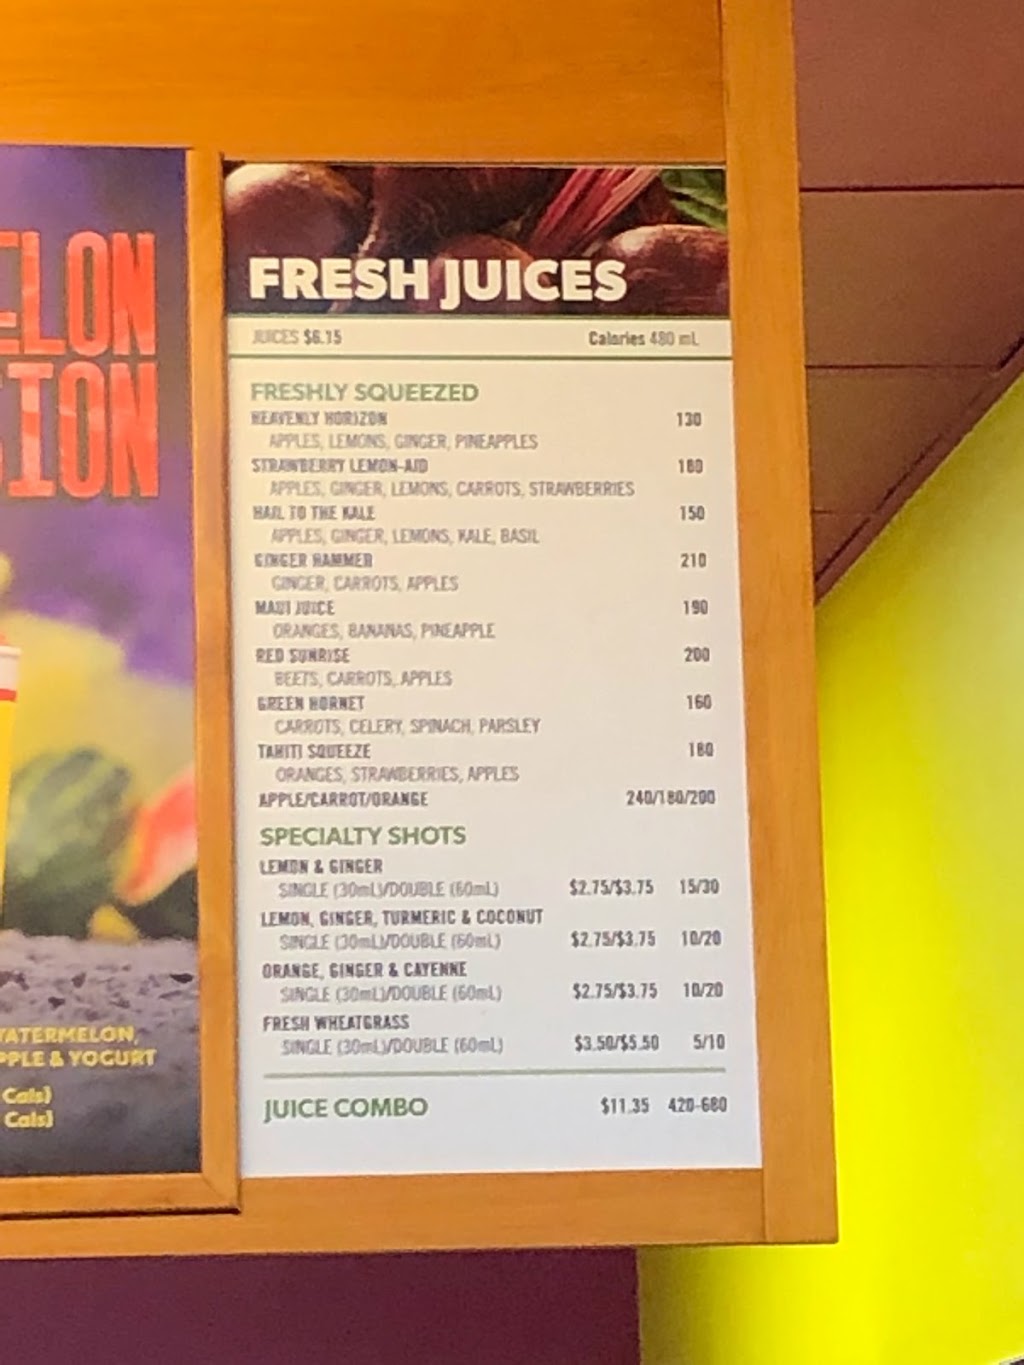 ELON
SION
WATERMELON,
APPLE & YOGURT
Cals)
Cals)
FRESH JUICES
JUICES $6.15 Calories 480 mL
FRESHLY SQUEEZED
HEAVENLY HORIZON 130
APPLES, LEMONS, GINGER, PINEAPPLES
STRAWBERRY LEMON-AID 180
APPLES, GINGER, LEMONS, CARROTS, STRAWBERRIES
HAIL TO THE KALE 150
APPLES, GINGER, LEMONS, KALE, BASIL
GINGER HAMMER 210
GINGER, CARROTS, APPLES
MAUI JUICE 190
ORANGES, BANANAS, PINEAPPLE
RED SUNRISE 200
BEETS, CARROTS, APPLES
GREEN HORNET 160
CARROTS, CELERY, SPINACH, PARSLEY
TAHITI SQUEEZE 180
ORANGES, STRAWBERRIES, APPLES
APPLE/CARROT/ORANGE 240/180/200
SPECIALTY SHOTS
LEMON & GINGER
SINGLE (30mL)/DOUBLE (60mL) $2.75/$3.75 15/30
LEMON, GINGER, TURMERIC & COCONUT
SINGLE (30mL)/DOUBLE (60mL) $2.75/$3.75 10/20
ORANGE, GINGER & CAYENNE
SINGLE (30mL)/DOUBLE (60mL) $2.75/$3.75 10/20
FRESH WHEATGRASS
SINGLE (30mL)/DOUBLE (60mL) $3.50/$5.50 5/10
JUICE COMBO $11.35 420-680